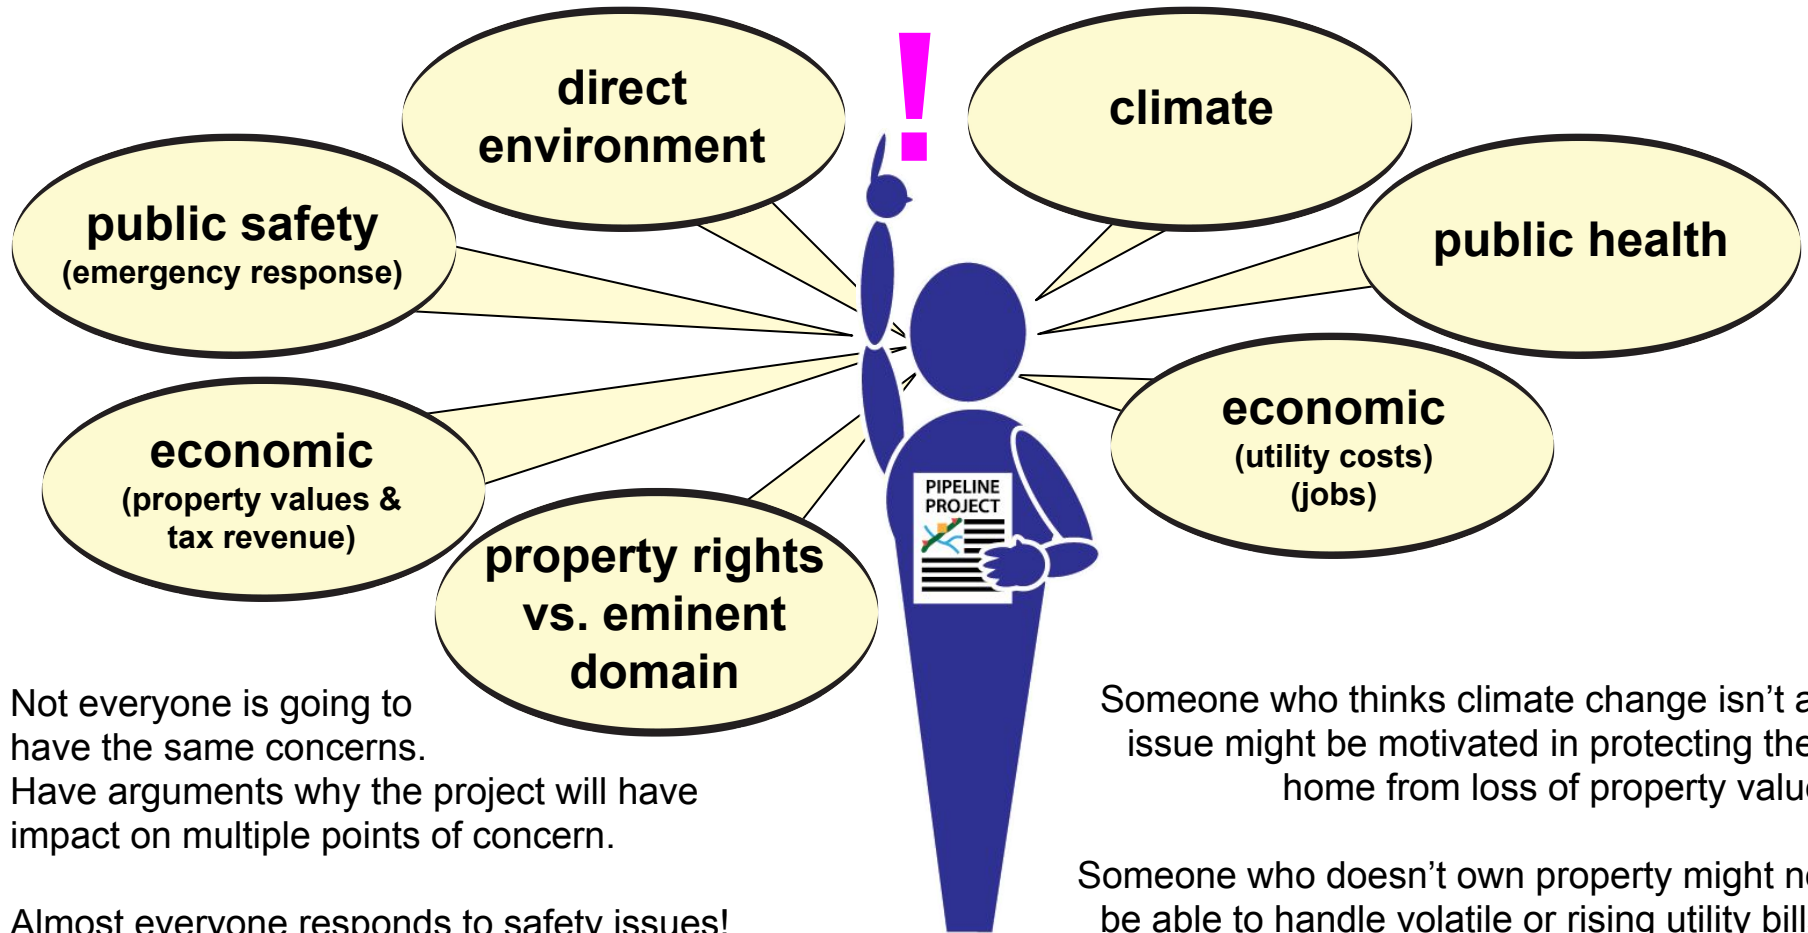 direct
environment
!
climate
public safety
(emergency response)
public health
economic
(property values &
tax revenue)
economic
(utility costs)
(jobs)
property rights
vs. eminent
domain
PIPELINE
PROJECT
Not everyone is going to
have the same concerns.
Have arguments why the project will have
impact on multiple points of concern.
Almost everyone responds to safety issues!
Someone who thinks climate change isn’t a
issue might be motivated in protecting the
home from loss of property valu
Someone who doesn’t own property might n
be able to handle volatile or rising utility bill